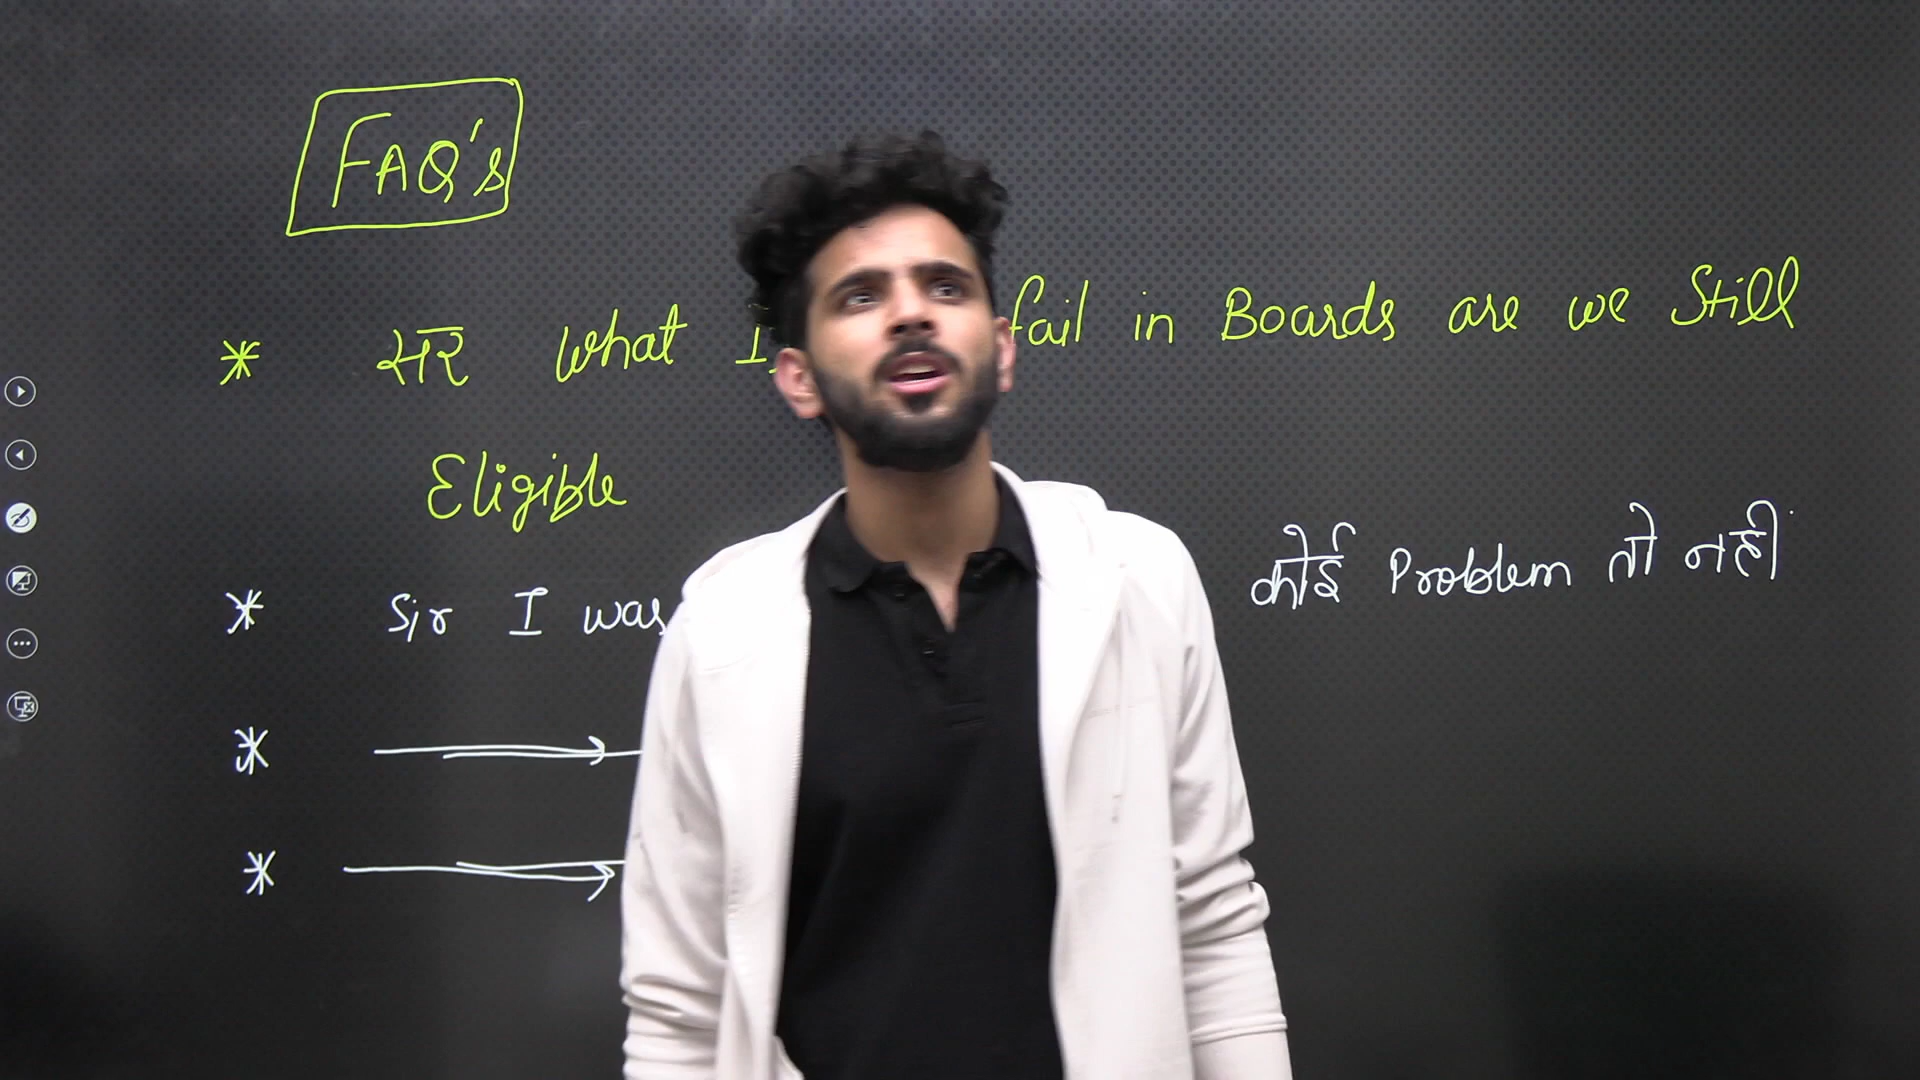 FAQ's
* सर what fail in Boards are we Still
Eligible
* Sir I was कोई Problem तो नही
*
*